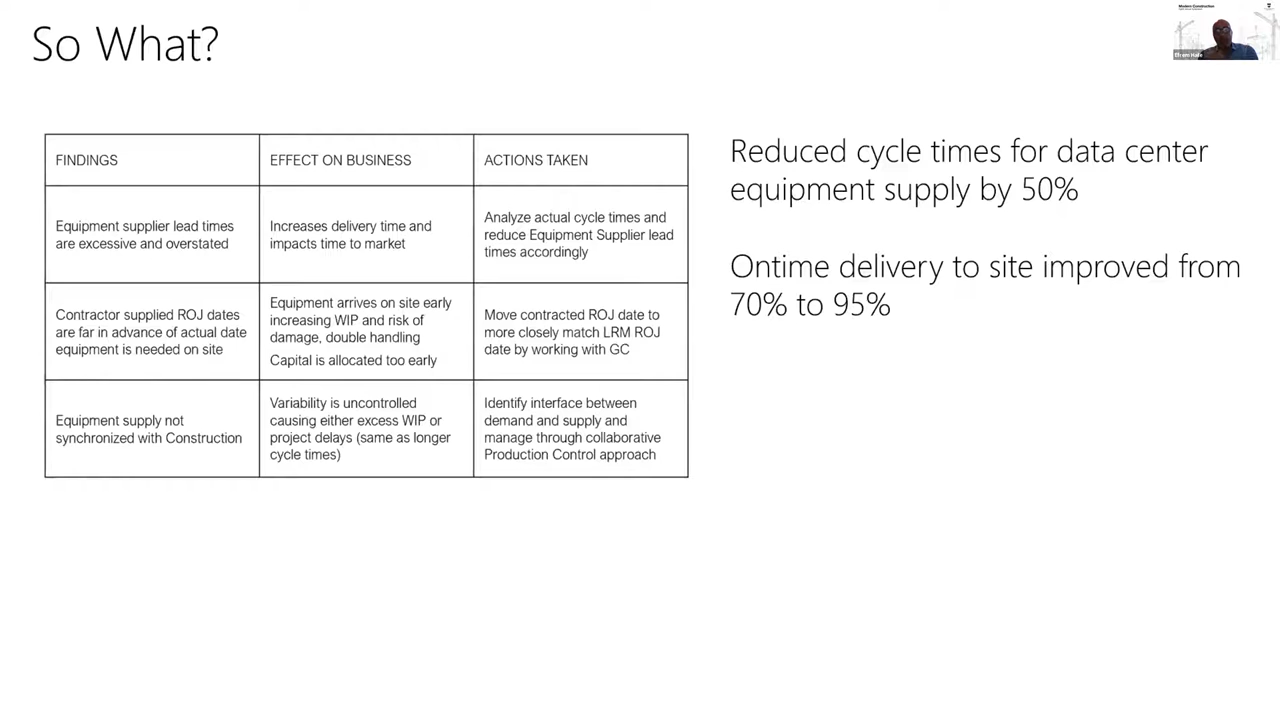 So What?
Modern Construction
Efrem Hale
FINDINGS
EFFECT ON BUSINESS
ACTIONS TAKEN
Equipment supplier lead times
are excessive and overstated
Increases delivery time and
impacts time to market
Analyze actual cycle times and
reduce Equipment Supplier lead
times accordingly
Contractor supplied ROJ dates
are far in advance of actual date
equipment is needed on site
Equipment arrives on site early
increasing WIP and risk of
damage, double handling
Capital is allocated too early
Move contracted ROJ date to
more closely match LRM ROJ
date by working with GC
Equipment supply not
synchronized with Construction
Variability is uncontrolled
causing either excess WIP or
project delays (same as longer
cycle times)
Identify interface between
demand and supply and
manage through collaborative
Production Control approach
Reduced cycle times for data center
equipment supply by 50%
Ontime delivery to site improved from
70% to 95%